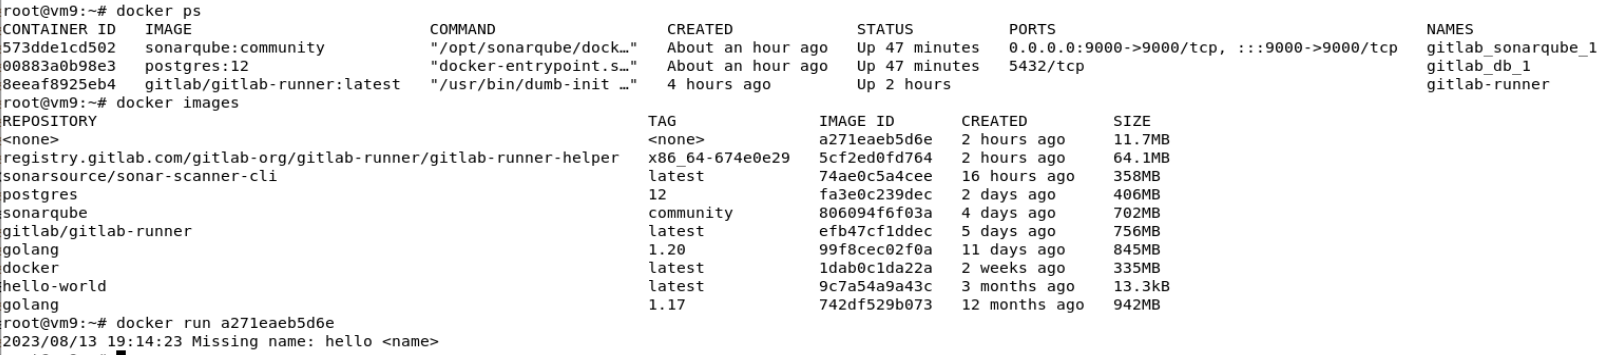 root@vm9:~# docker ps
CONTAINER ID   IMAGE                         COMMAND                  CREATED             STATUS          PORTS                                       NAMES
573dde1cd502   sonarqube:community           "/opt/sonarqube/dock…"   About an hour ago   Up 47 minutes   0.0.0.0:9000->9000/tcp, :::9000->9000/tcp   gitlab_sonarqube_1
00883a0b98e3   postgres:12                   "docker-entrypoint.s…"   About an hour ago   Up 47 minutes   5432/tcp                                    gitlab_db_1
8eeaf8925eb4   gitlab/gitlab-runner:latest   "/usr/bin/dumb-init …"   4 hours ago         Up 2 hours                                                  gitlab-runner
root@vm9:~# docker images
REPOSITORY                                                          TAG               IMAGE ID       CREATED         SIZE
<none>                                                              <none>            a271eaeb5d6e   2 hours ago     11.7MB
registry.gitlab.com/gitlab-org/gitlab-runner/gitlab-runner-helper   x86_64-674e0e29   5cf2ed0fd764   2 hours ago     64.1MB
sonarsource/sonar-scanner-cli                                       latest            74ae0c5a4cee   16 hours ago    358MB
postgres                                                            12                fa3e0c239dec   2 days ago      406MB
sonarqube                                                           community         806094f6f03a   4 days ago      702MB
gitlab/gitlab-runner                                                latest            efb47cf1ddec   5 days ago      756MB
golang                                                              1.20              99f8cec02f0a   11 days ago     845MB
docker                                                              latest            1dab0c1da22a   2 weeks ago     335MB
hello-world                                                         latest            9c7a54a9a43c   3 months ago    13.3kB
golang                                                              1.17              742df529b073   12 months ago   942MB
root@vm9:~# docker run a271eaeb5d6e
2023/08/13 19:14:23 Missing name: hello <name>